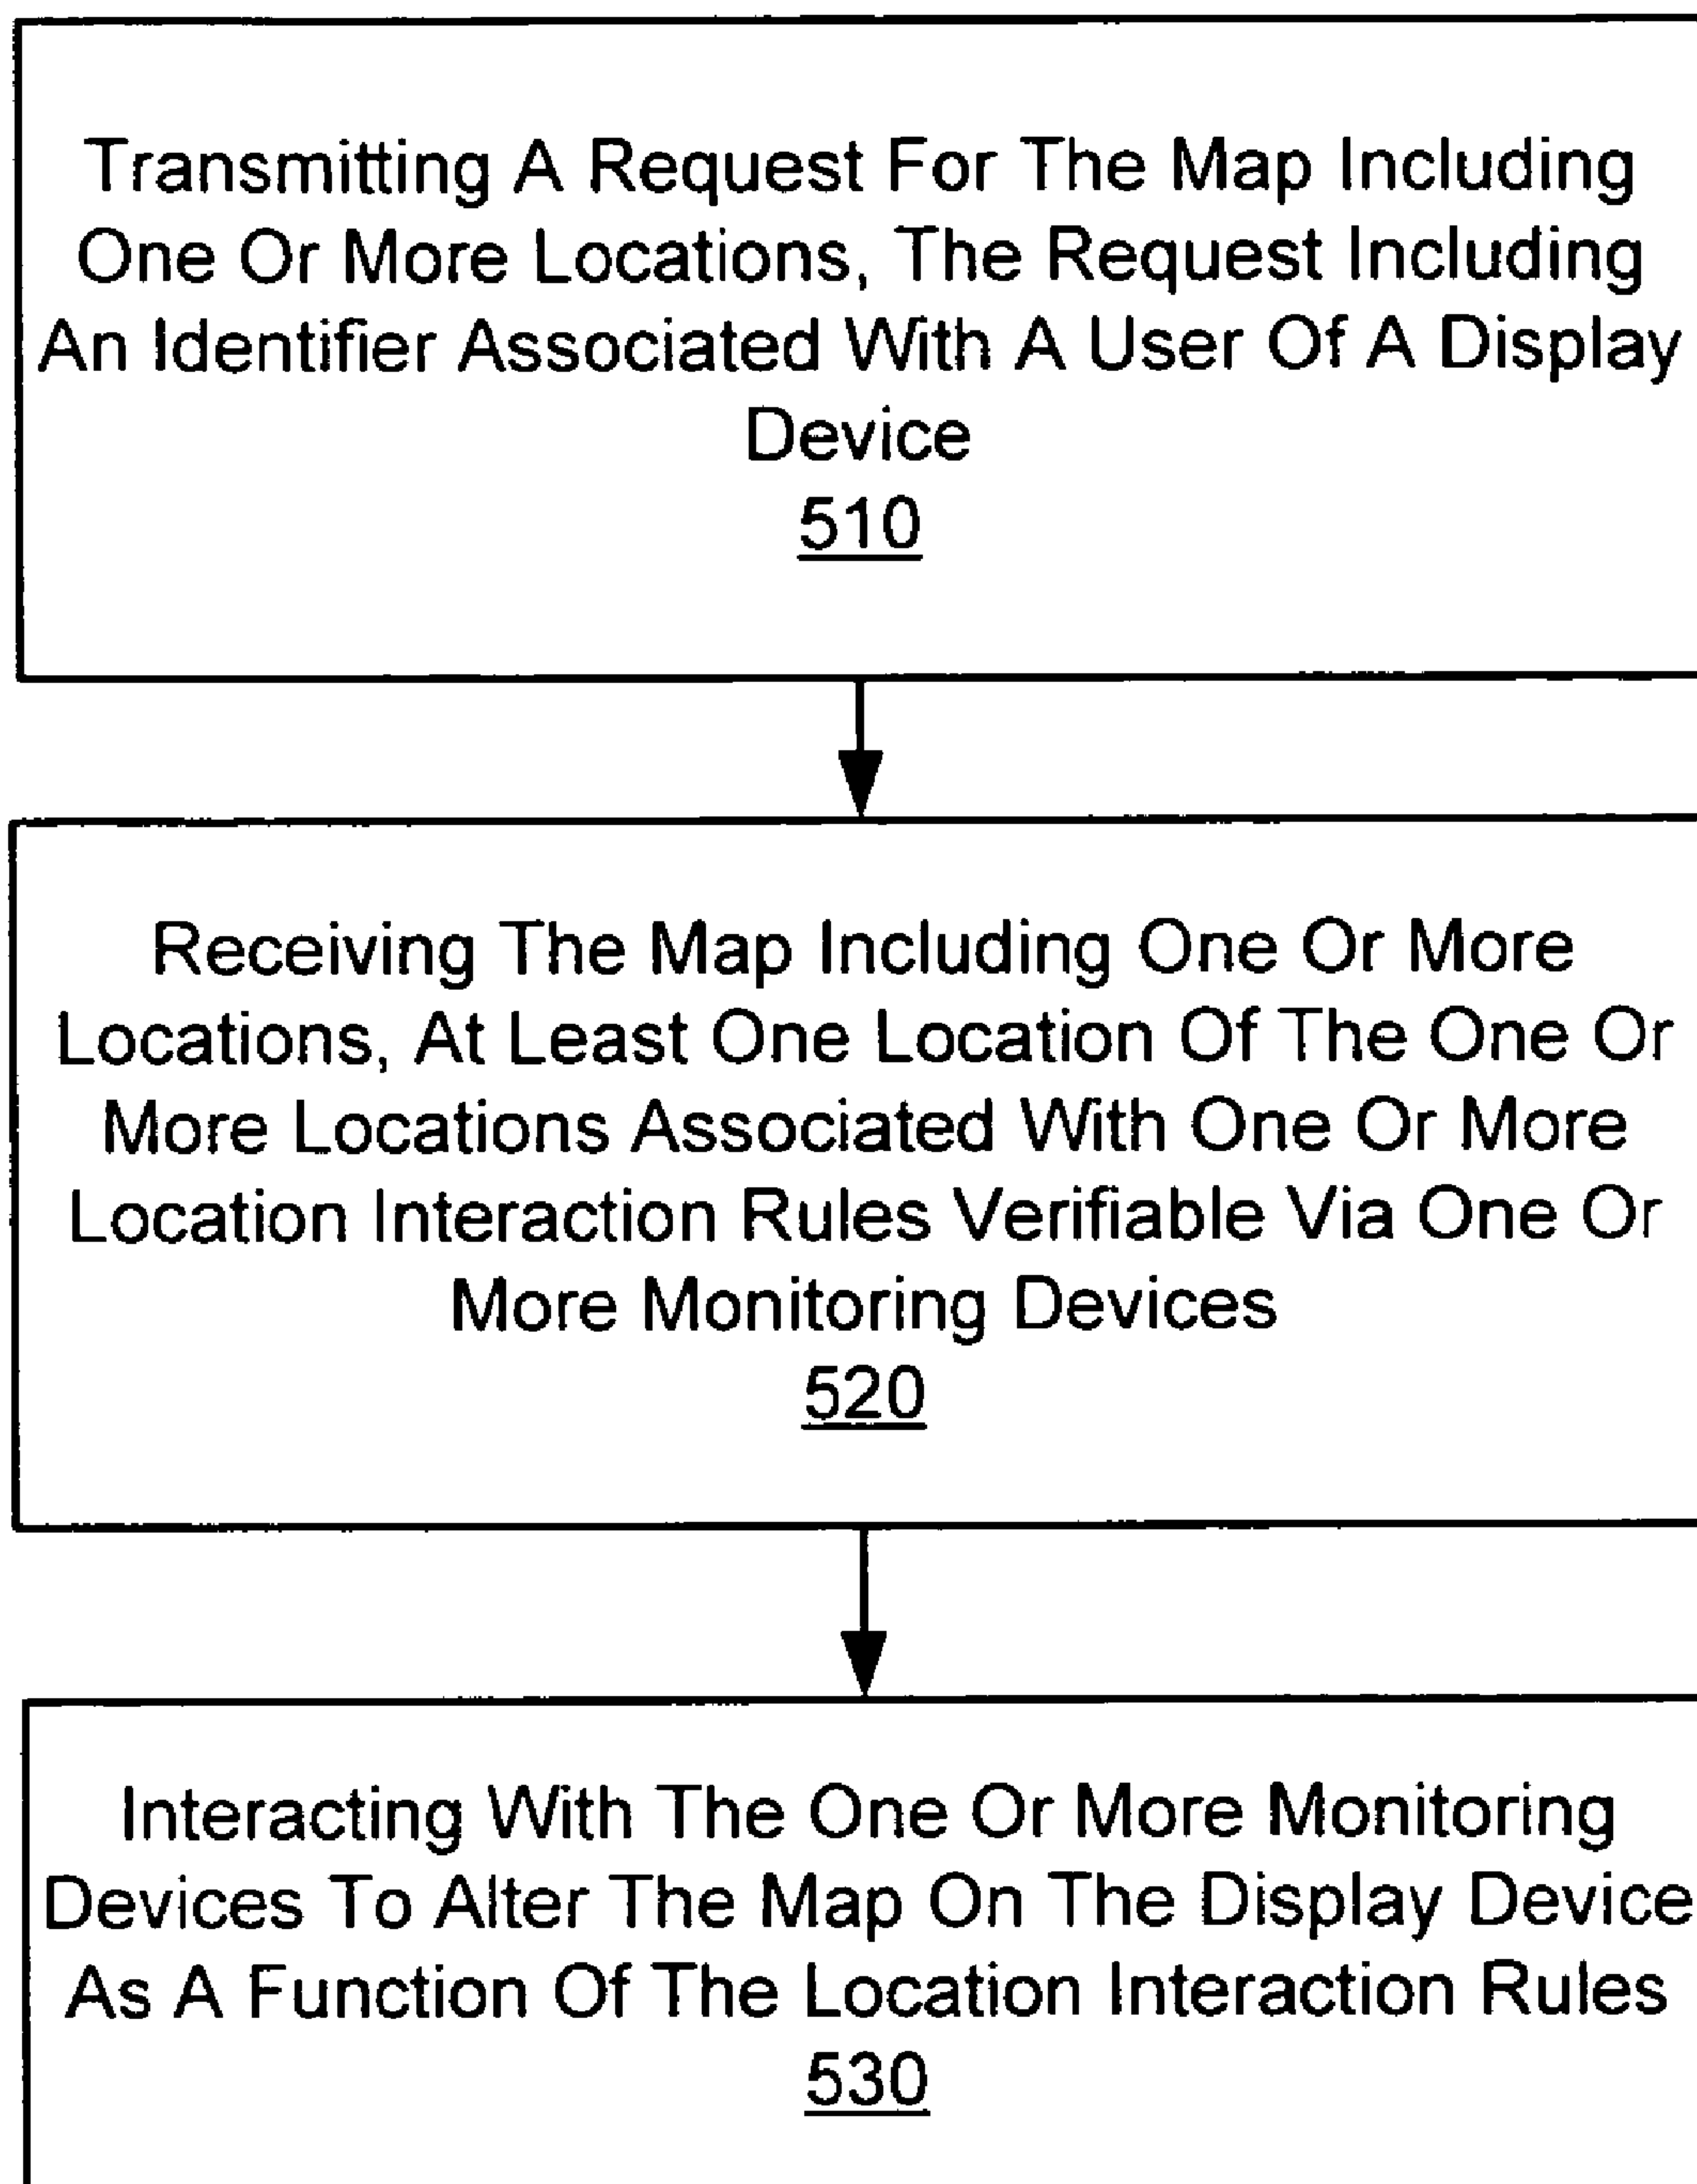 Transmitting A Request For The Map Including
One Or More Locations, The Request Including
An Identifier Associated With A User Of A Display
Device
510
Receiving The Map Including One Or More
Locations, At Least One Location Of The One Or
More Locations Associated With One Or More
Location Interaction Rules Verifiable Via One Or
More Monitoring Devices
520
Interacting With The One Or More Monitoring
Devices To Alter The Map On The Display Device
As A Function Of The Location Interaction Rules
530